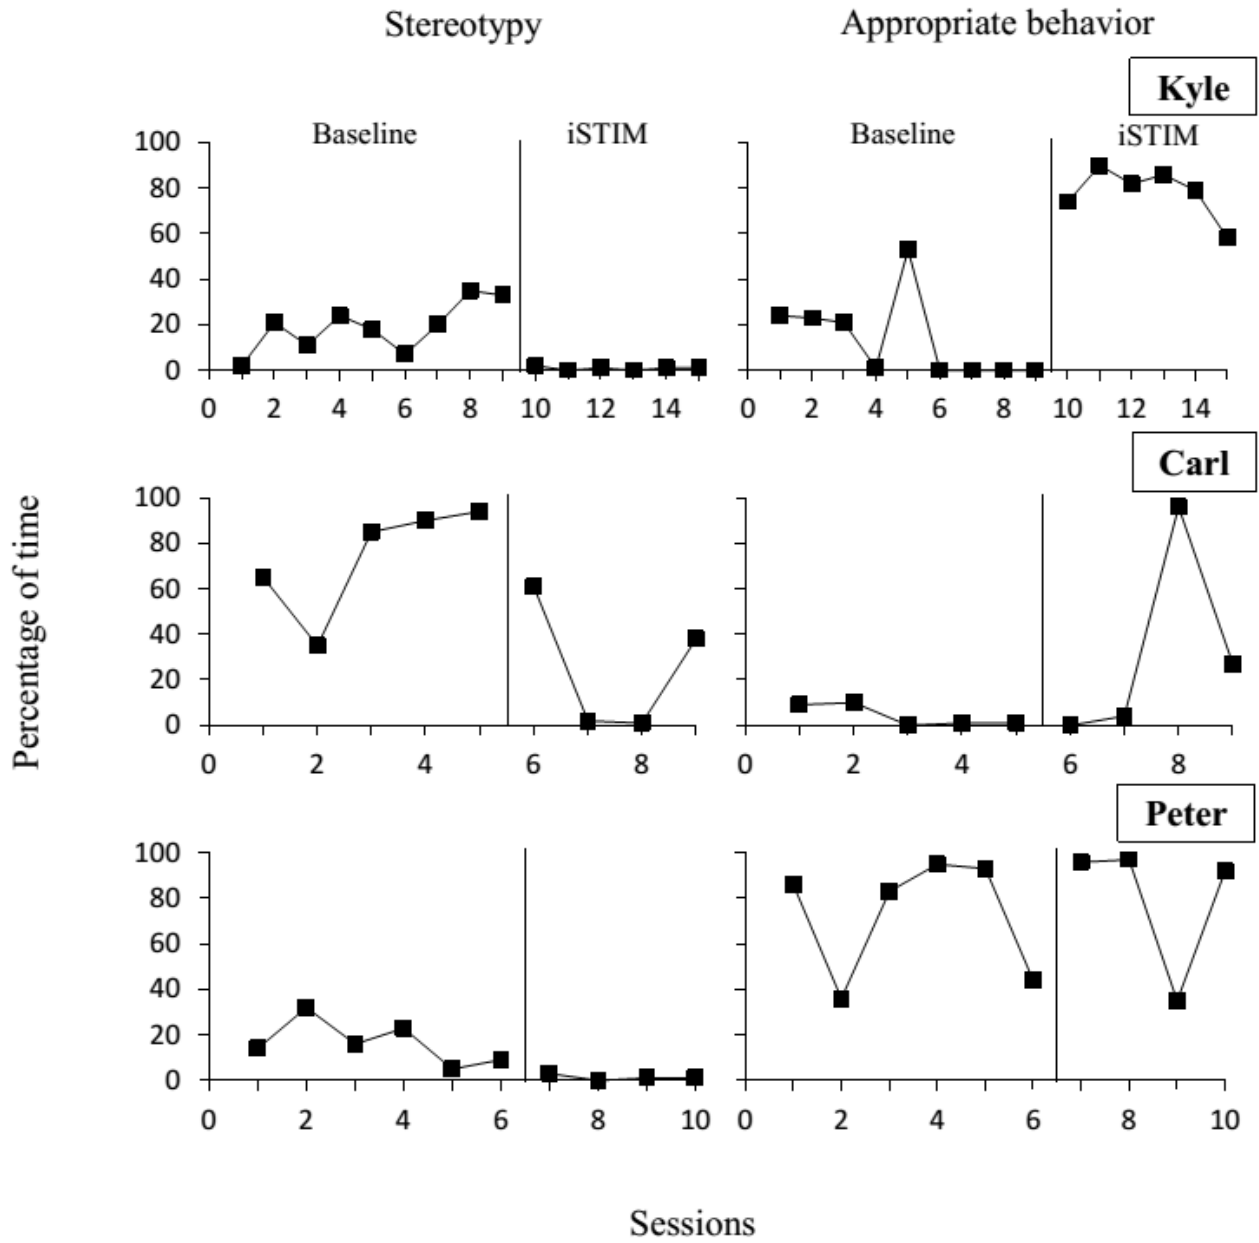 Stereotypy Appropriate behavior
Kyle
Baseline iSTIM Baseline iSTIM
100
80
60
40
20
0
0 2 4 6 8 10 12 14 0 2 4 6 8 10 12 14
Carl
100
80
60
40
20
0
0 2 4 6 8 0 2 4 6 8
Percentage of time
Peter
100
80
60
40
20
0
0 2 4 6 8 10 0 2 4 6 8 10
Sessions